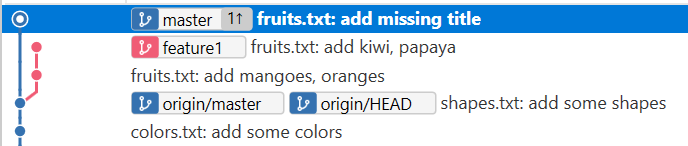 master 1↑ fruits.txt: add missing title
feature1 fruits.txt: add kiwi, papaya
fruits.txt: add mangoes, oranges
origin/master origin/HEAD shapes.txt: add some shapes
colors.txt: add some colors